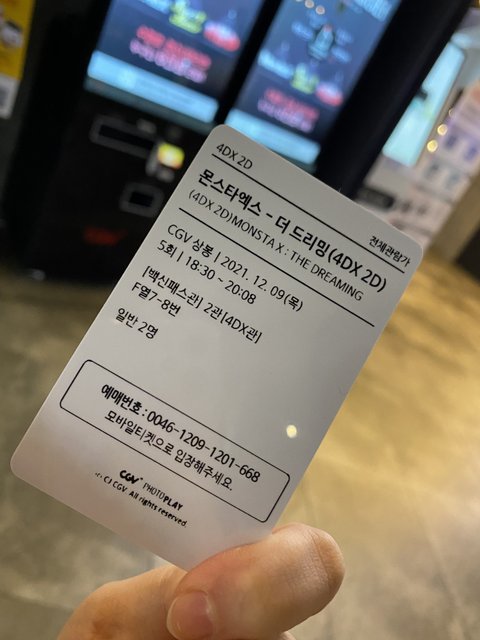 4DX 2D
전체관람가
몬스타엑스 - 더 드리밍(4DX 2D)
(4DX 2D)MONSTA X : THE DREAMING
CGV 상봉 | 2021. 12. 09(목)
5회 | 18:30 ~ 20:08
[백신패스관] 2관[4DX관]
F열7-8번
일반 2명
예매번호 : 0046-1209-1201-668
모바일티켓으로 입장해주세요.
CGV PHOTOPLAY
CJ CGV All rights reserved